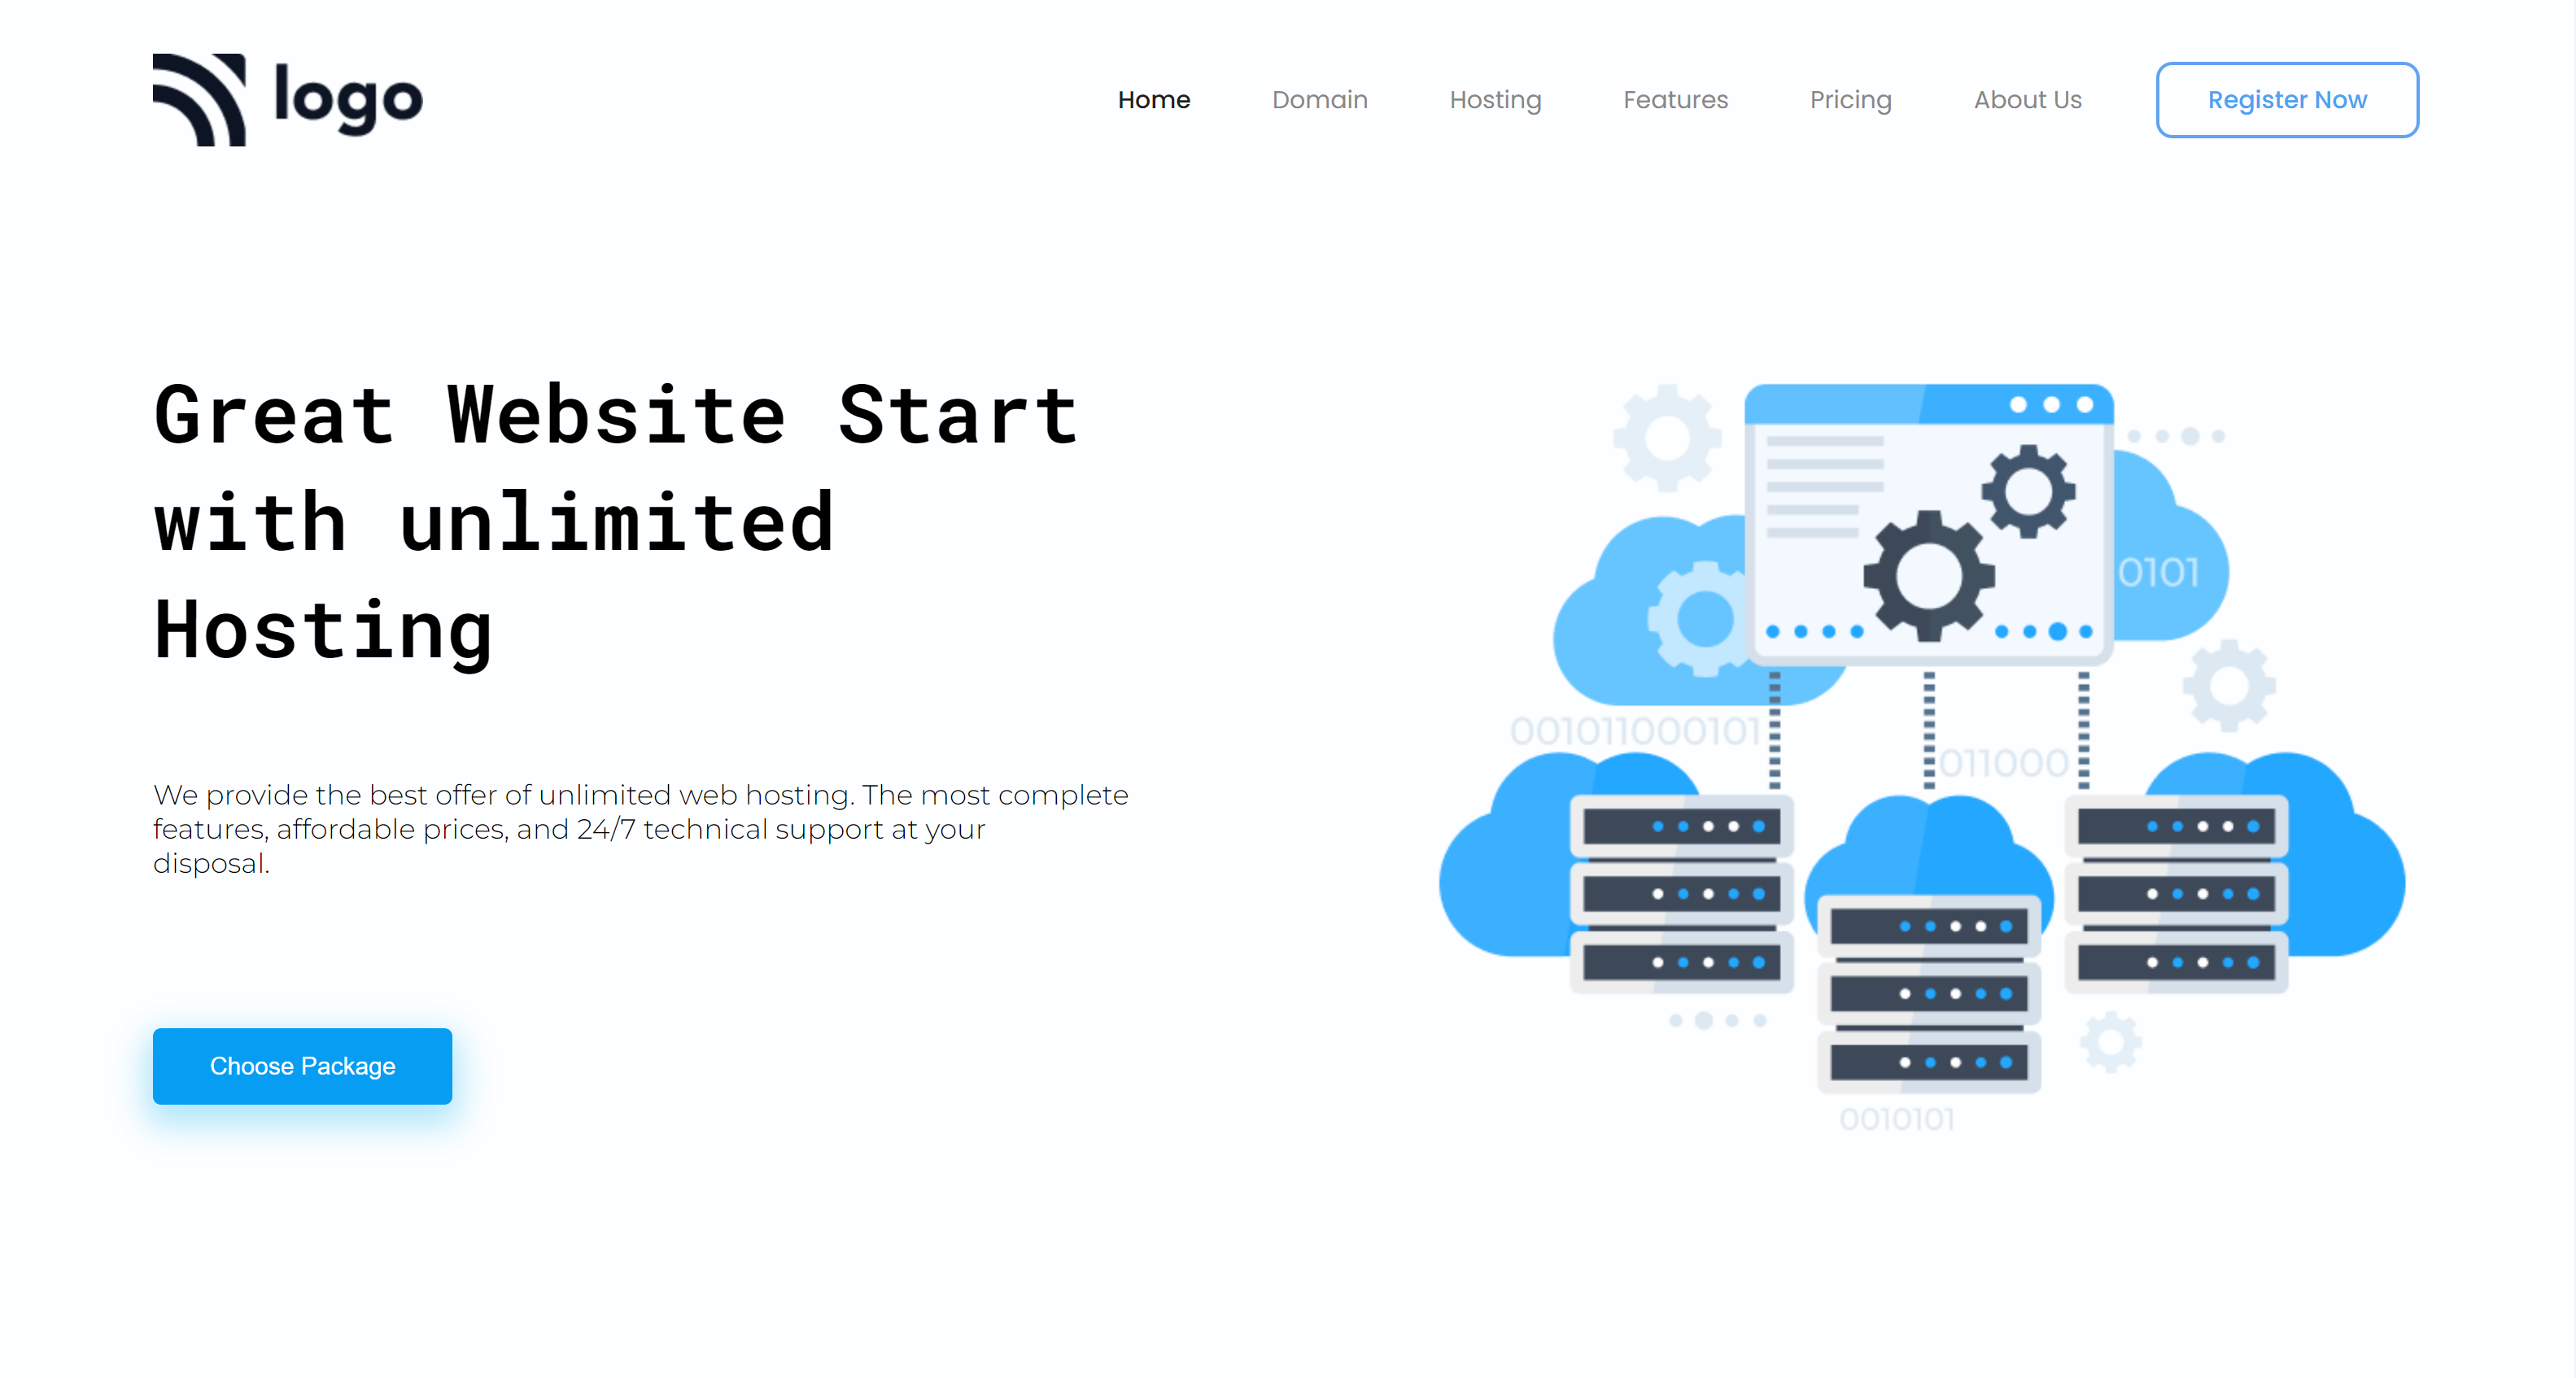 logo
Home Domain Hosting Features Pricing About Us Register Now
Great Website Start
with unlimited
Hosting
We provide the best offer of unlimited web hosting. The most complete
features, affordable prices, and 24/7 technical support at your
disposal.
Choose Package
0101
001011000101
011000
0010101